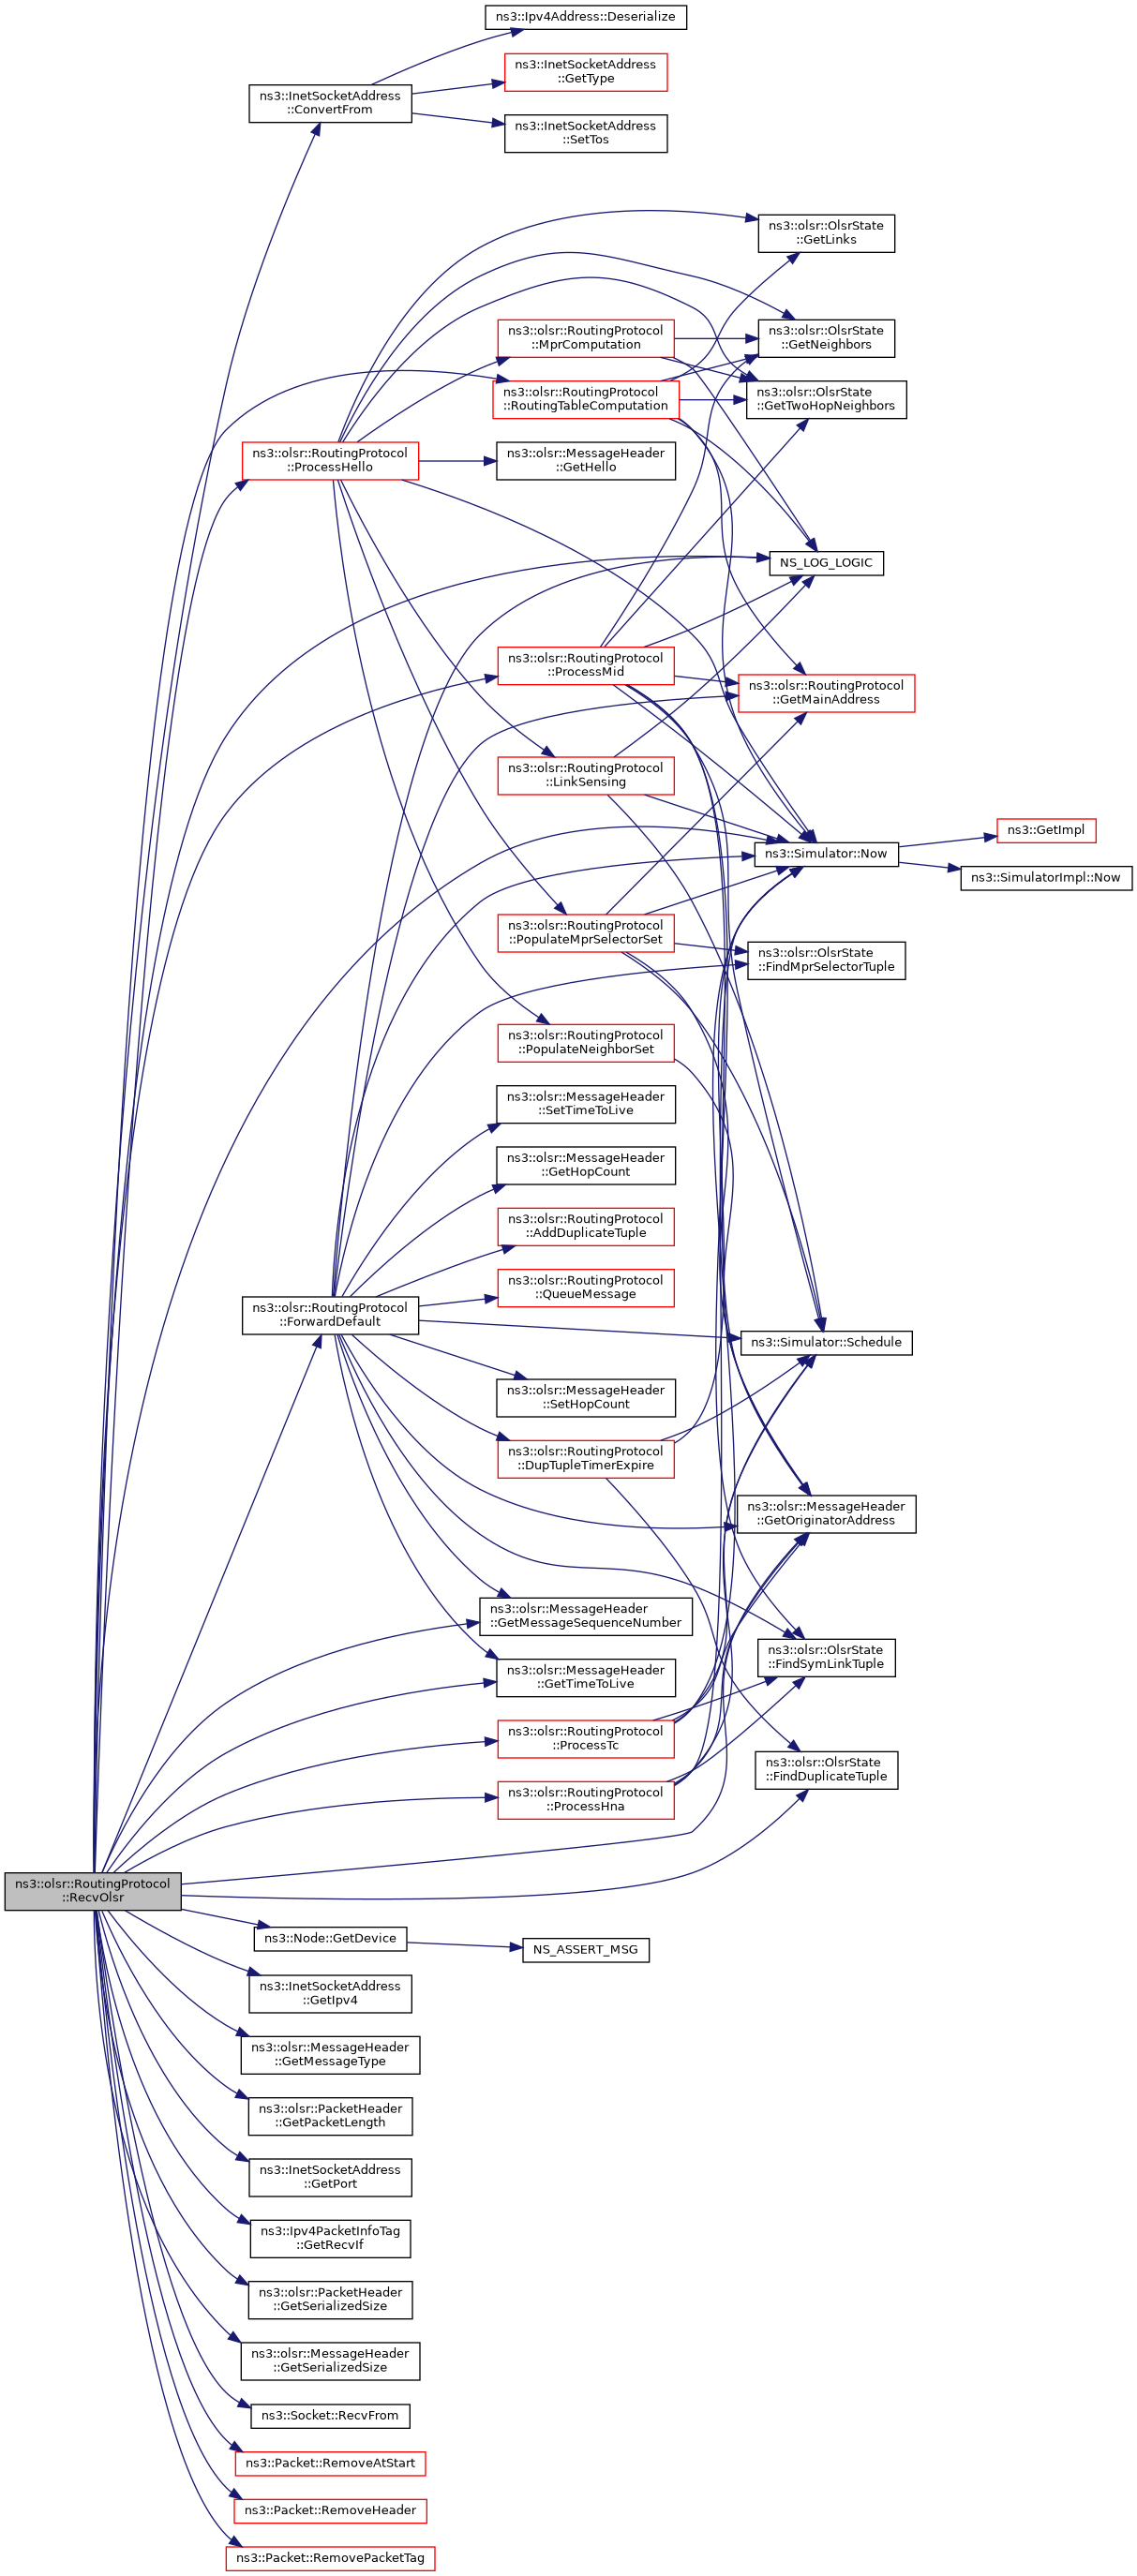 ns3::Ipv4Address::Deserialize
ns3::InetSocketAddress
::GetType
ns3::InetSocketAddress
::ConvertFrom
ns3::InetSocketAddress
::SetTos
ns3::olsr::OlsrState
::GetLinks
ns3::olsr::RoutingProtocol
::MprComputation
ns3::olsr::OlsrState
::GetNeighbors
ns3::olsr::RoutingProtocol
::RoutingTableComputation
ns3::olsr::OlsrState
::GetTwoHopNeighbors
ns3::olsr::RoutingProtocol
::ProcessHello
ns3::olsr::MessageHeader
::GetHello
NS_LOG_LOGIC
ns3::olsr::RoutingProtocol
::ProcessMid
ns3::olsr::RoutingProtocol
::GetMainAddress
ns3::olsr::RoutingProtocol
::LinkSensing
ns3::GetImpl
ns3::Simulator::Now
ns3::SimulatorImpl::Now
ns3::olsr::RoutingProtocol
::PopulateMprSelectorSet
ns3::olsr::OlsrState
::FindMprSelectorTuple
ns3::olsr::RoutingProtocol
::PopulateNeighborSet
ns3::olsr::MessageHeader
::SetTimeToLive
ns3::olsr::MessageHeader
::GetHopCount
ns3::olsr::RoutingProtocol
::AddDuplicateTuple
ns3::olsr::RoutingProtocol
::QueueMessage
ns3::olsr::RoutingProtocol
::ForwardDefault
ns3::Simulator::Schedule
ns3::olsr::MessageHeader
::SetHopCount
ns3::olsr::RoutingProtocol
::DupTupleTimerExpire
ns3::olsr::MessageHeader
::GetOriginatorAddress
ns3::olsr::MessageHeader
::GetMessageSequenceNumber
ns3::olsr::OlsrState
::FindSymLinkTuple
ns3::olsr::MessageHeader
::GetTimeToLive
ns3::olsr::RoutingProtocol
::ProcessTc
ns3::olsr::OlsrState
::FindDuplicateTuple
ns3::olsr::RoutingProtocol
::ProcessHna
ns3::olsr::RoutingProtocol
::RecvOlsr
ns3::Node::GetDevice
NS_ASSERT_MSG
ns3::InetSocketAddress
::GetIpv4
ns3::olsr::MessageHeader
::GetMessageType
ns3::olsr::PacketHeader
::GetPacketLength
ns3::InetSocketAddress
::GetPort
ns3::Ipv4PacketInfoTag
::GetRecvIf
ns3::olsr::PacketHeader
::GetSerializedSize
ns3::olsr::MessageHeader
::GetSerializedSize
ns3::Socket::RecvFrom
ns3::Packet::RemoveAtStart
ns3::Packet::RemoveHeader
ns3::Packet::RemovePacketTag